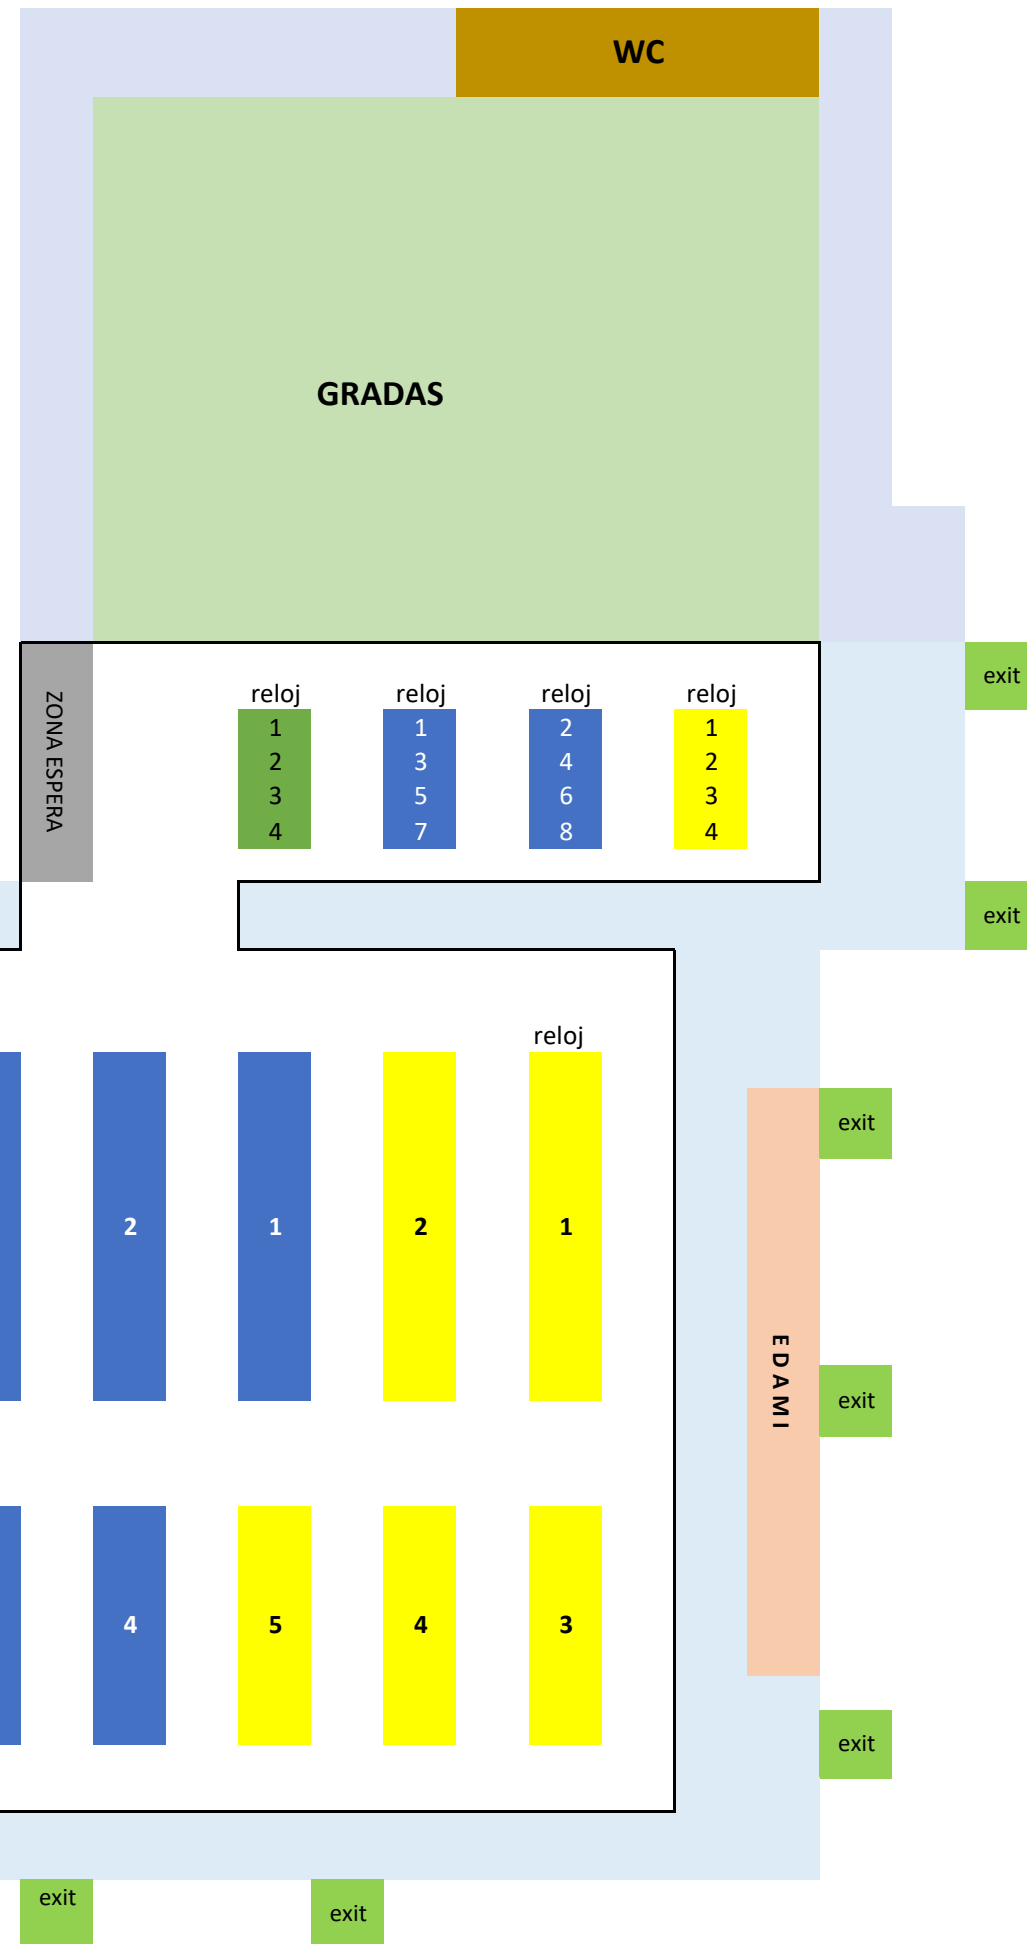 WC
GRADAS
ZONA ESPERA
exit
reloj reloj reloj reloj
1 1 2 1
2 3 4 2
3 5 6 3
4 7 8 4
exit
reloj
exit
2 1 2 1
EDAMI
exit
4 5 4 3
exit
exit
exit